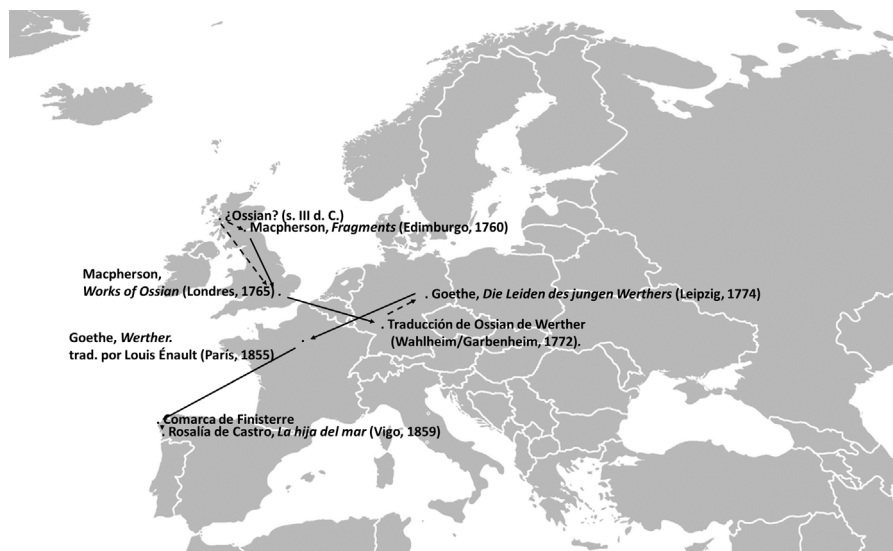 . ¿Ossian? (s. III d. C.)
. Macpherson, Fragments (Edimburgo, 1760)
Macpherson,
Works of Ossian (Londres, 1765) .
. Goethe, Die Leiden des jungen Werthers (Leipzig, 1774)
. Traducción de Ossian de Werther
(Wahlheim/Garbenheim, 1772).
Goethe, Werther.
trad. por Louis Énault (París, 1855)
. Comarca de Finisterre
. Rosalía de Castro, La hija del mar (Vigo, 1859)